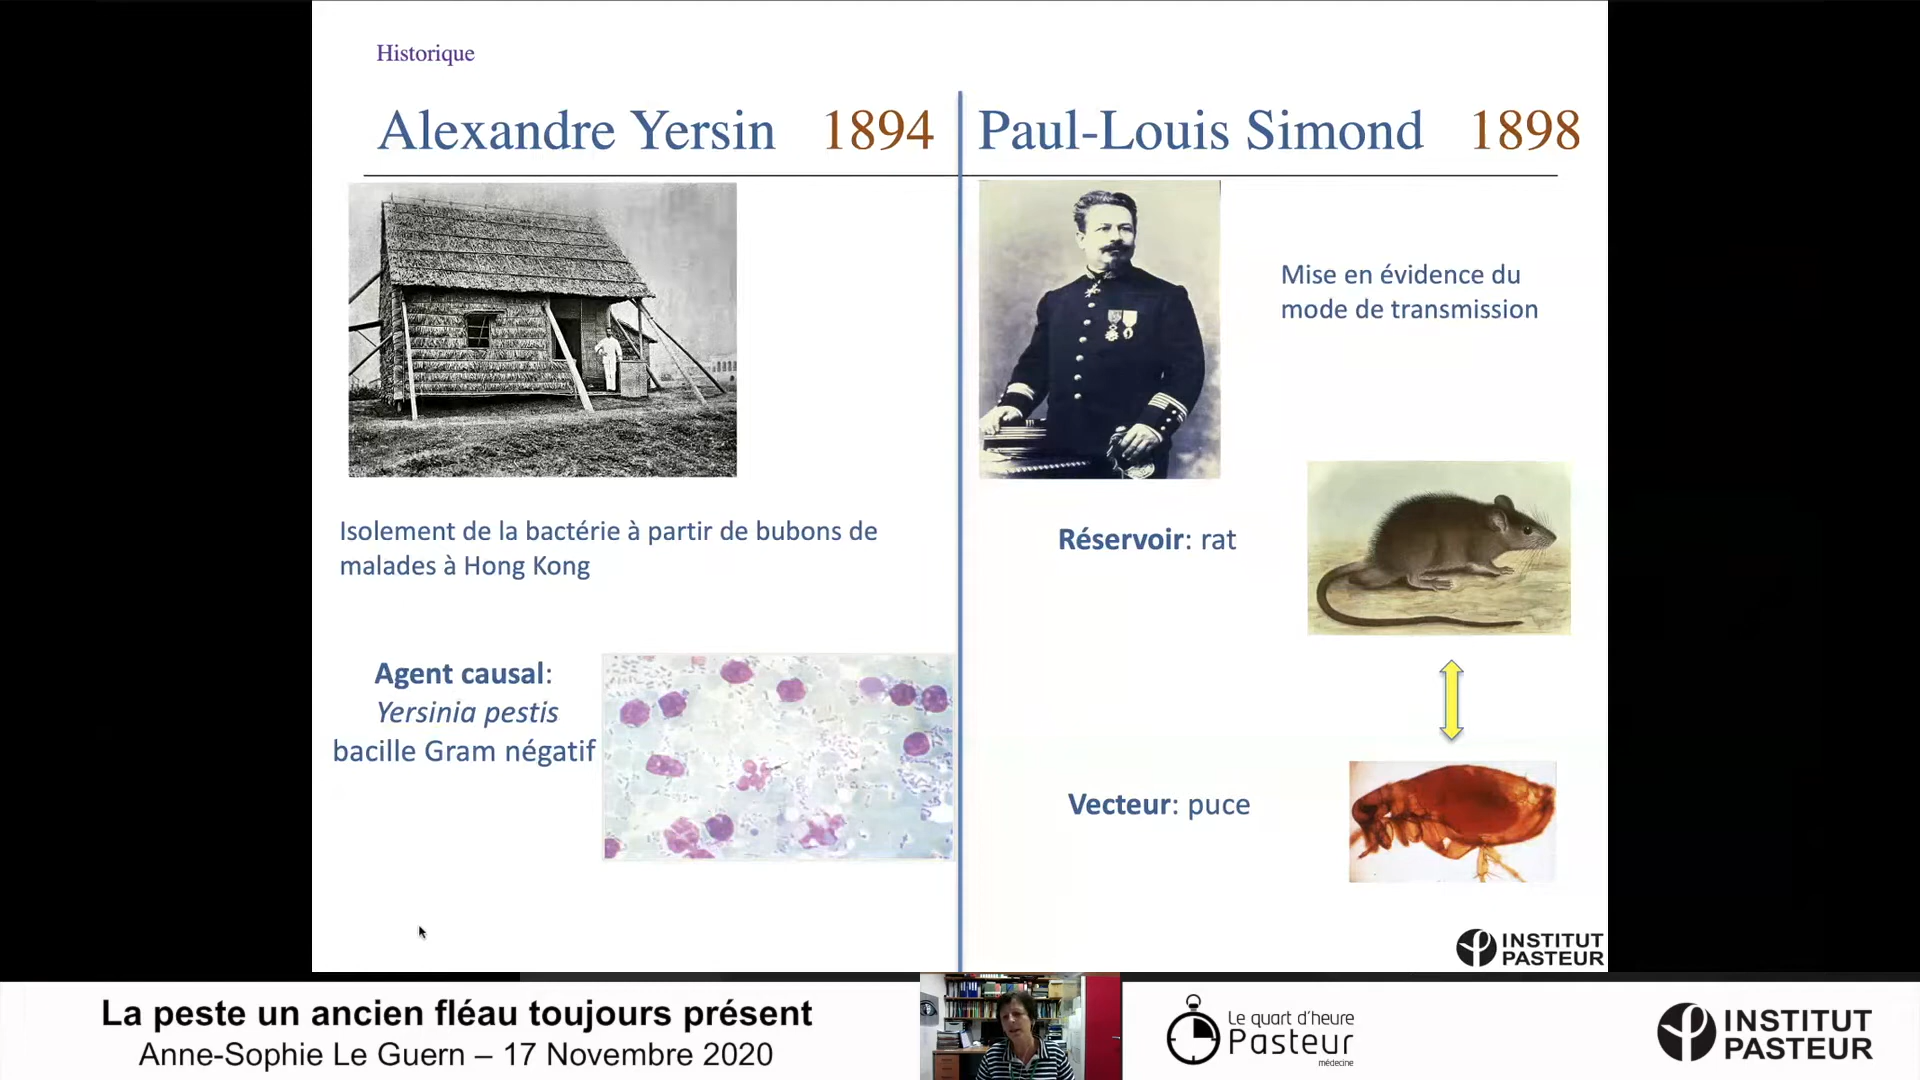 Historique
Alexandre Yersin 1894
Paul-Louis Simond 1898
Isolement de la bactérie à partir de bubons de
malades à Hong Kong
Agent causal:
Yersinia pestis
bacille Gram négatif
Mise en évidence du
mode de transmission
Réservoir: rat
Vecteur: puce
INSTITUT
PASTEUR
La peste un ancien fléau toujours présent
Anne-Sophie Le Guern – 17 Novembre 2020
Le quart d'heure
Pasteur
médecine
INSTITUT
PASTEUR